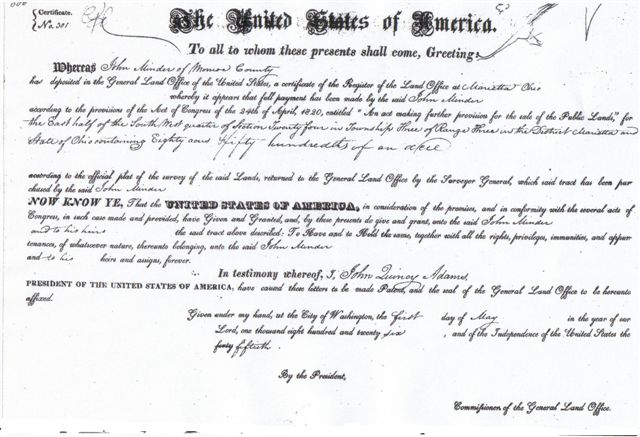 Certificate.
No. 301
The United States of America.
To all to whom these presents shall come, Greeting:
WHEREAS John Minder of Monroe County
has deposited in the General Land Office of the United States, a certificate of the Register of the Land Office at Marietta Ohio
whereby it appears that full payment has been made by the said John Minder
according to the provisions of the Act of Congress of the 24th of April, 1820, entitled "An act making further provision for the sale of the Public Lands," for
the East half of the South West quarter of Section Twenty four in Township Three of Range Three in the District Marietta and
State of Ohio containing Eighty and fifty hundredths of an acre
according to the official plat of the survey of the said Lands, returned to the General Land Office by the Surveyor General, which said tract has been pur
chased by the said John Minder
NOW KNOW YE, That the UNITED STATES OF AMERICA, in consideration of the premises, and in conformity with the several acts of
Congress, in such case made and provided, have Given and Granted, and, by these presents do give and grant, unto the said John Minder
and to his heirs the said tract above described: To Have and to Hold the same, together with all the rights, privileges, immunities, and appur
tenances, of whatsoever nature, thereunto belonging, unto the said John Minder
and to his heirs and assigns, forever.
In testimony whereof, I, John Quincy Adams,
PRESIDENT OF THE UNITED STATES OF AMERICA, have caused these letters to be made Patent, and the seal of the General Land Office to be hereunto
affixed.
Given under my hand, at the City of Washington, the first day of May in the year of our
Lord, one thousand eight hundred and twenty six, and of the Independence of the United States the
forty fiftieth.
By the President,
Commissioner of the General Land Office.